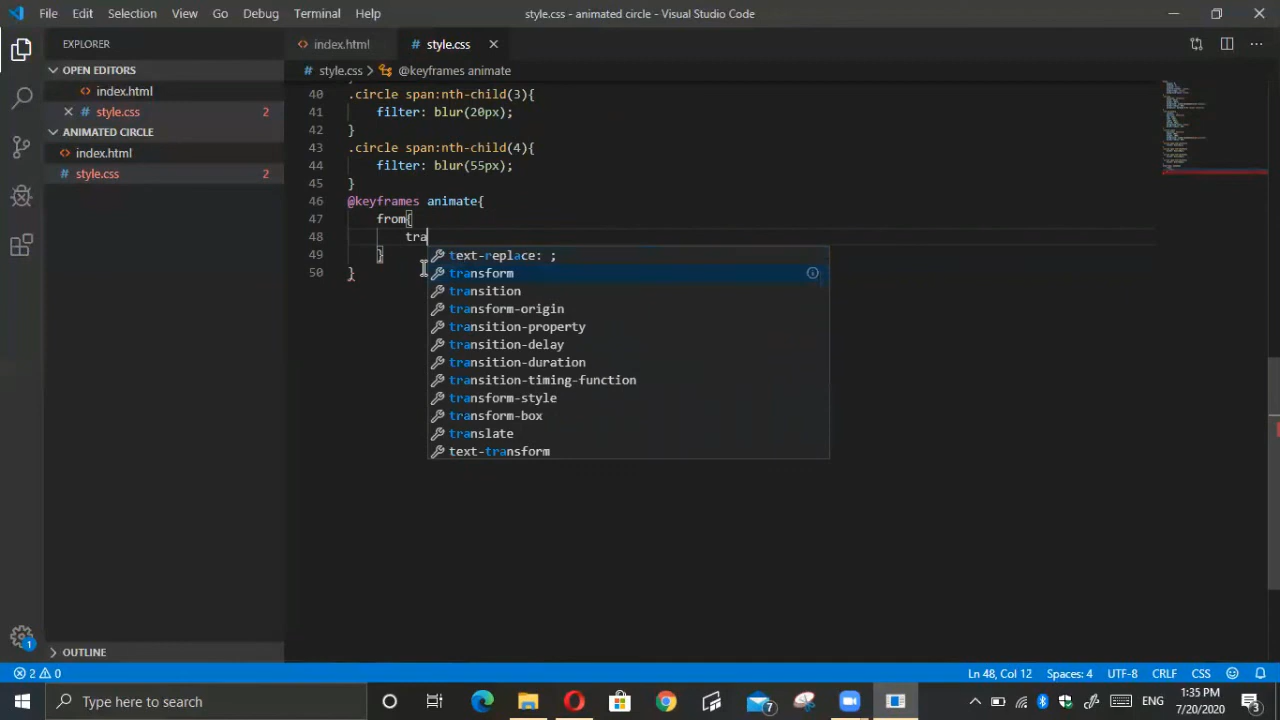 File Edit Selection View Go Debug Terminal Help
style.css - animated circle - Visual Studio Code
EXPLORER
OPEN EDITORS
index.html
style.css 2
ANIMATED CIRCLE
index.html
style.css 2
OUTLINE
index.html
style.css
style.css > @keyframes animate
40 .circle span:nth-child(3){
41 filter: blur(20px);
42 }
43 .circle span:nth-child(4){
44 filter: blur(55px);
45 }
46 @keyframes animate{
47 from{
48 tra
49 }
50 }
text-replace: ;
transform
transition
transform-origin
transition-property
transition-delay
transition-duration
transition-timing-function
transform-style
transform-box
translate
text-transform
1
2 0
Ln 48, Col 12 Spaces: 4 UTF-8 CRLF CSS
Type here to search
7
ENG
1:35 PM
7/20/2020
3